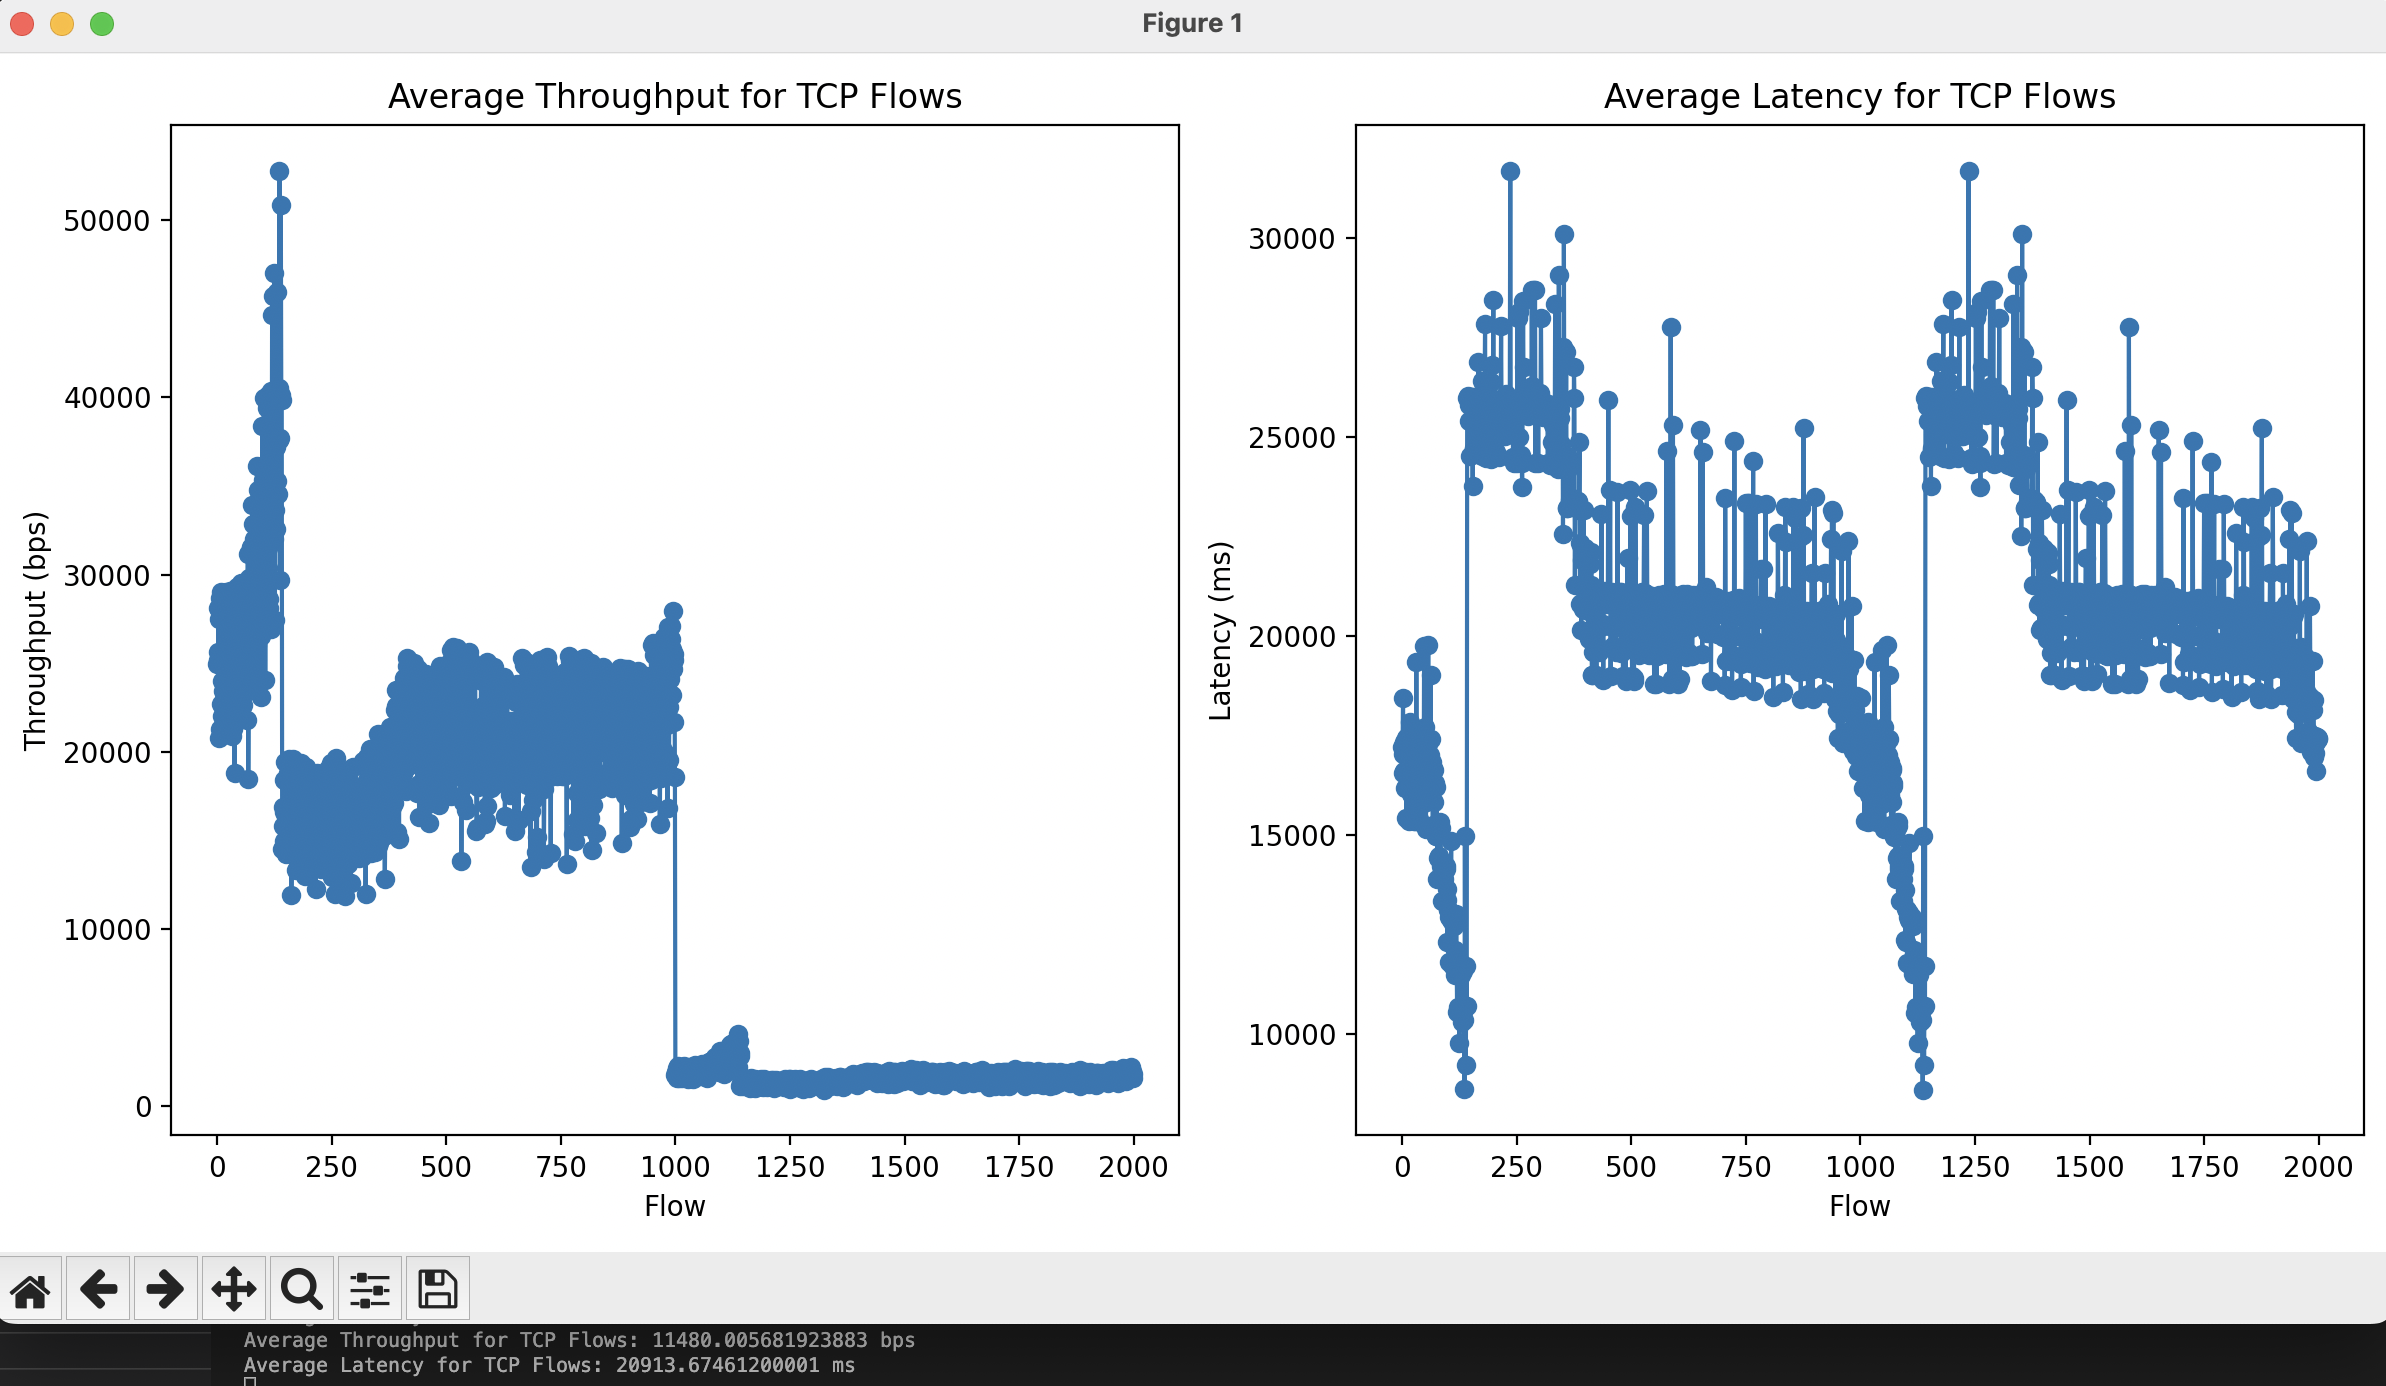 Figure 1
Average Throughput for TCP Flows
50000
40000
30000
20000
10000
0
Throughput (bps)
0 250 500 750 1000 1250 1500 1750 2000
Flow
Average Latency for TCP Flows
30000
25000
20000
15000
10000
Latency (ms)
0 250 500 750 1000 1250 1500 1750 2000
Flow
Average Throughput for TCP Flows: 11480.005681923883 bps
Average Latency for TCP Flows: 20913.67461200001 ms